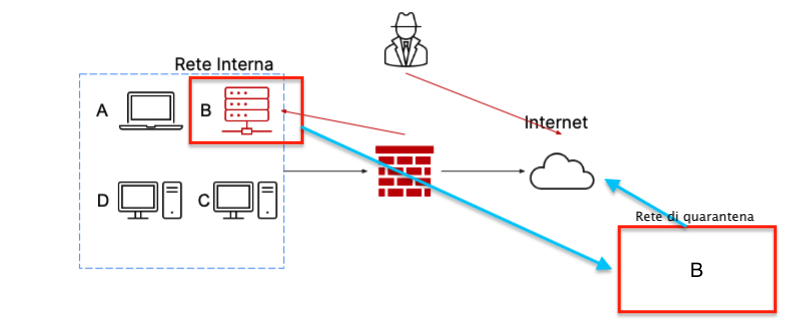 Rete Interna
A
B
Internet
D
C
Rete di quarantena
B